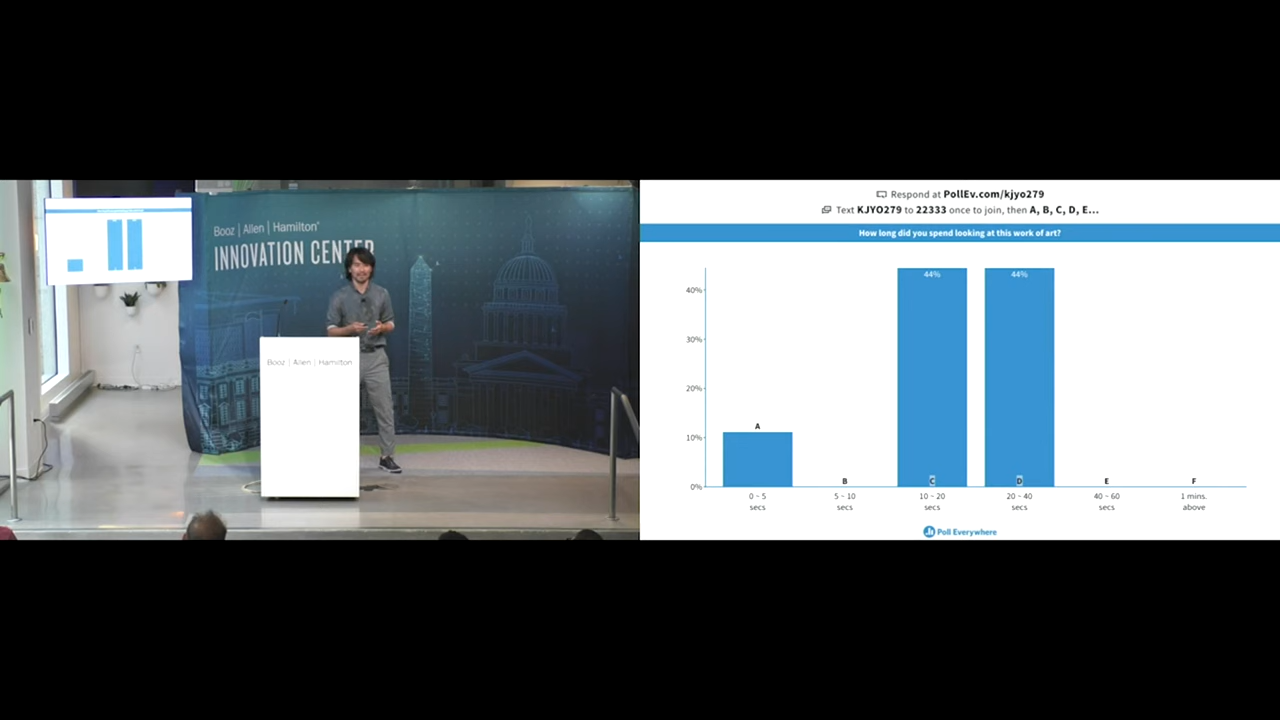 Booz | Allen | Hamilton®
INNOVATION CENTER
Booz | Allen | Hamilton
Respond at PollEv.com/kjyo279
Text KJYO279 to 22333 once to join, then A, B, C, D, E...
How long did you spend looking at this work of art?
40%
30%
20%
10%
0%
44%
44%
A
B
C
D
E
F
0 ~ 5 secs
5 ~ 10 secs
10 ~ 20 secs
20 ~ 40 secs
40 ~ 60 secs
1 mins. above
Poll Everywhere